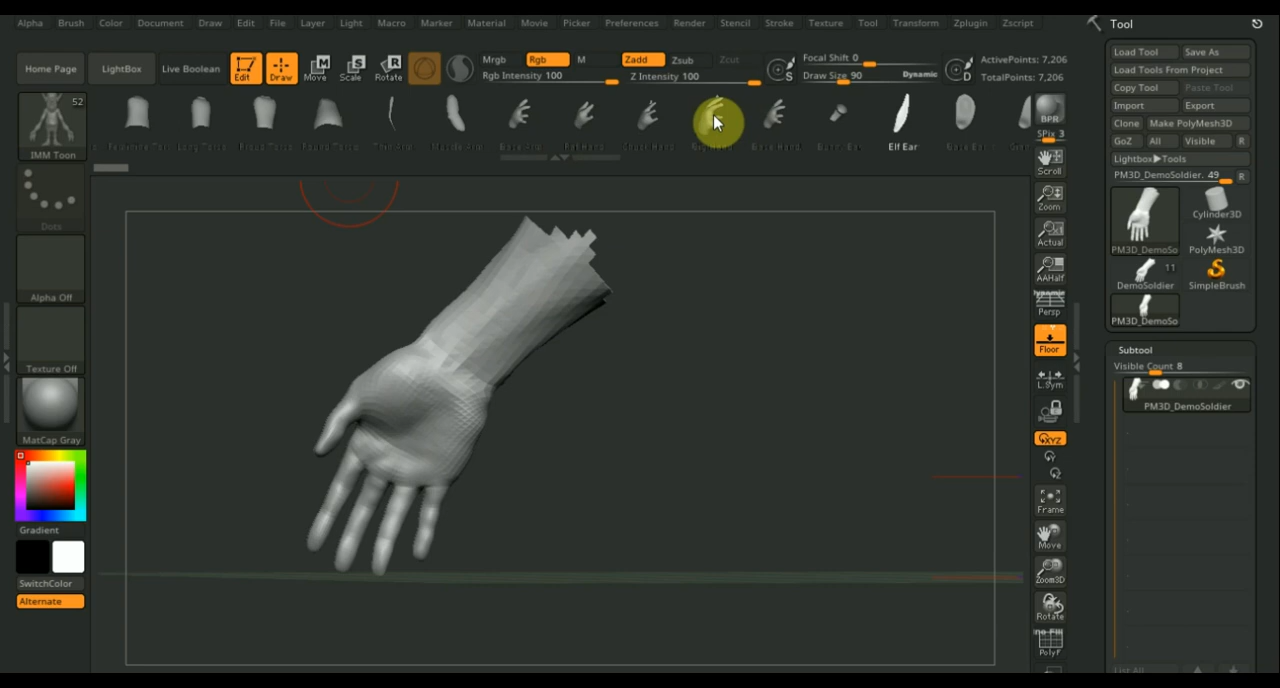 Alpha Brush Color Document Draw Edit File Layer Light Macro Marker Material Movie Picker Preferences Render Stencil Stroke Texture Tool Transform Zplugin Zscript
Tool
Home Page
LightBox
Live Boolean
Edit
Draw
Move
Scale
Rotate
Mrgb Rgb M
Rgb Intensity 100
Zadd Zsub Zcut
Z Intensity 100
S
Focal Shift 0
Draw Size 90 Dynamic
D
ActivePoints: 7,206
TotalPoints: 7,206
52
IMM Toon
Elf Ear
Dots
Alpha Off
Texture Off
MatCap Gray
Gradient
SwitchColor
Alternate
BPR
SPix 3
Scroll
Zoom
Actual
AAHalf
Dynamic
Persp
Floor
L.Sym
XYZ
Y
Z
Frame
Move
Zoom3D
Rotate
Line Fill
PolyF
Load Tool Save As
Load Tools From Project
Copy Tool Paste Tool
Import Export
Clone Make PolyMesh3D
GoZ All Visible R
Lightbox▶Tools
PM3D_DemoSoldier. 49 R
PM3D_DemoSo
Cylinder3D
PolyMesh3D
11
DemoSoldier
SimpleBrush
PM3D_DemoSo
Subtool
Visible Count 8
PM3D_DemoSoldier
List All